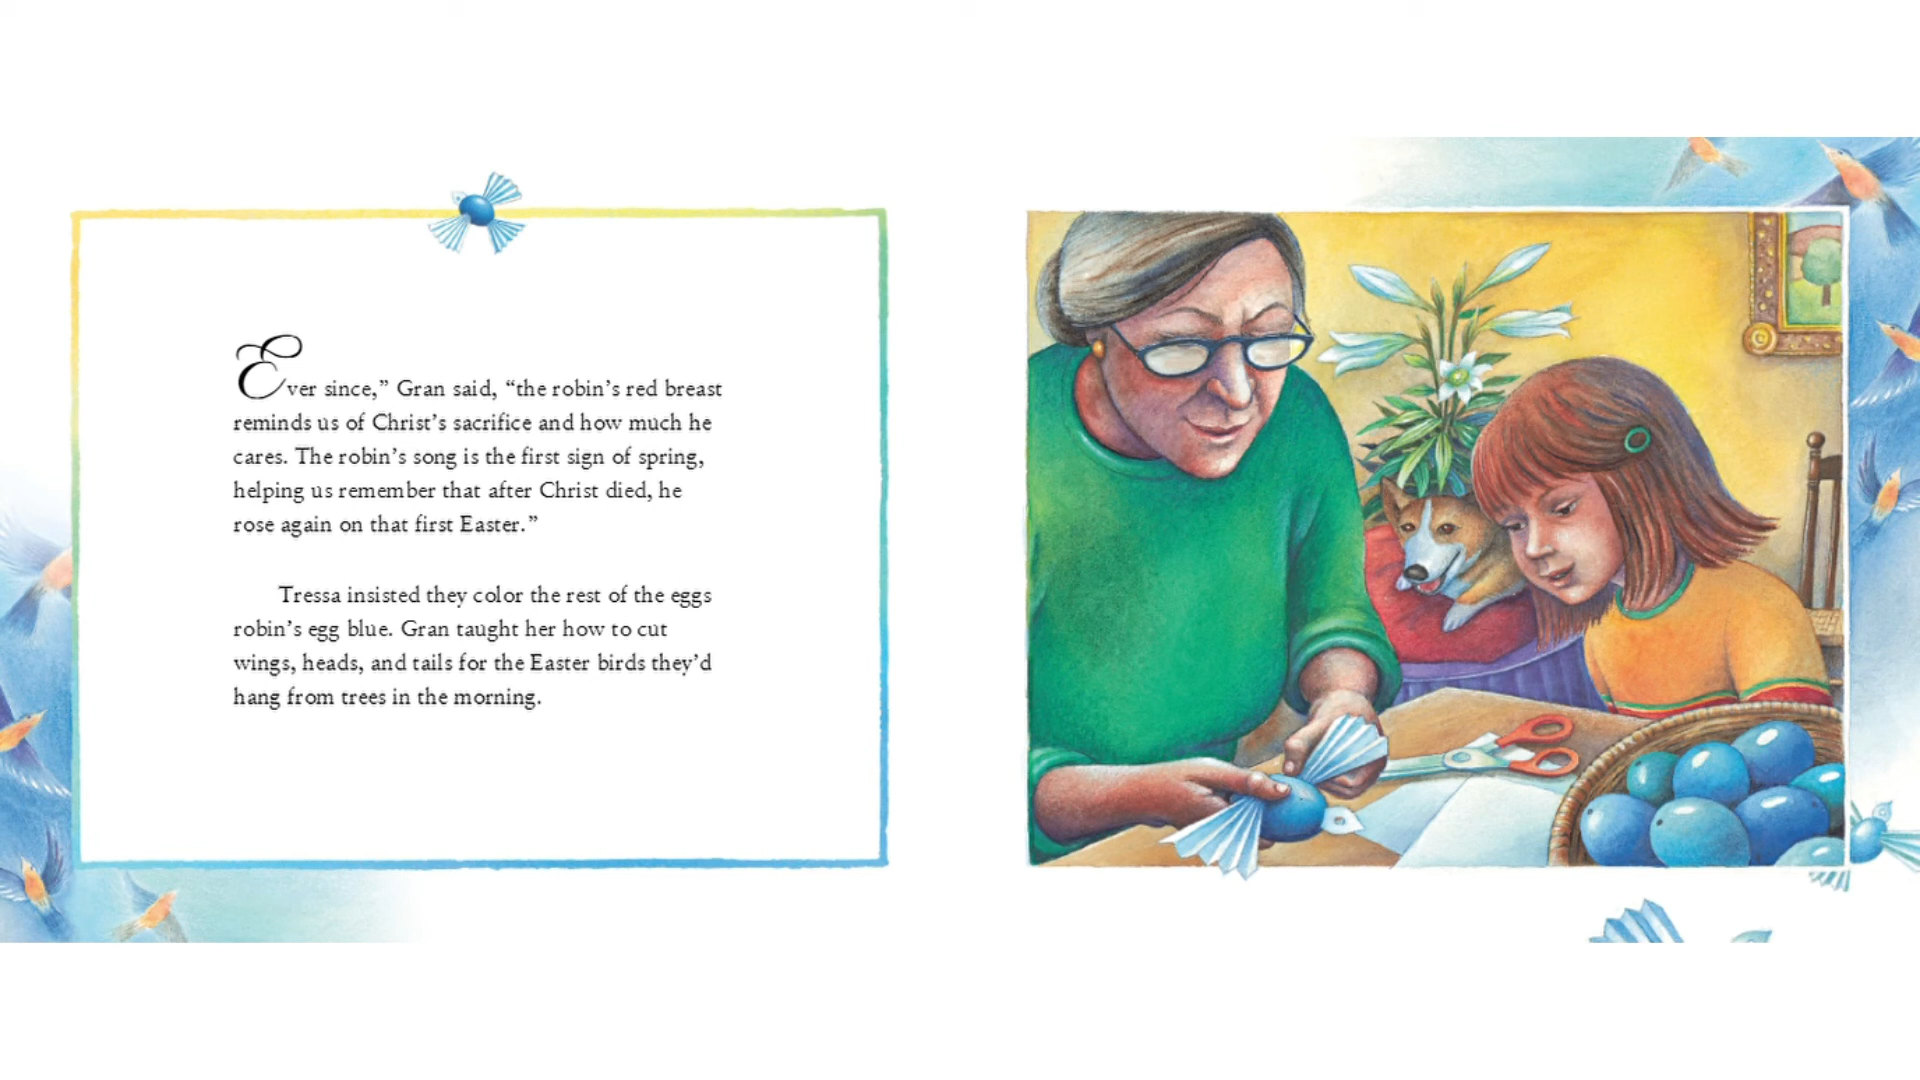 Ever since,” Gran said, “the robin’s red breast
reminds us of Christ’s sacrifice and how much he
cares. The robin’s song is the first sign of spring,
helping us remember that after Christ died, he
rose again on that first Easter.”
Tressa insisted they color the rest of the eggs
robin’s egg blue. Gran taught her how to cut
wings, heads, and tails for the Easter birds they’d
hang from trees in the morning.